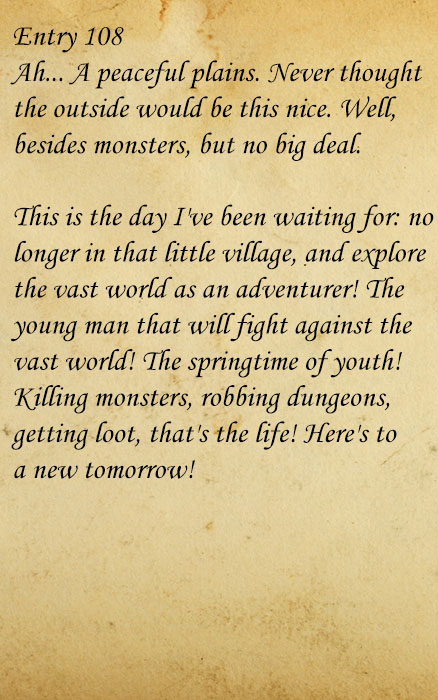 Entry 108
Ah... A peaceful plains. Never thought
the outside would be this nice. Well,
besides monsters, but no big deal.
This is the day I've been waiting for: no
longer in that little village, and explore
the vast world as an adventurer! The
young man that will fight against the
vast world! The springtime of youth!
Killing monsters, robbing dungeons,
getting loot, that's the life! Here's to
a new tomorrow!